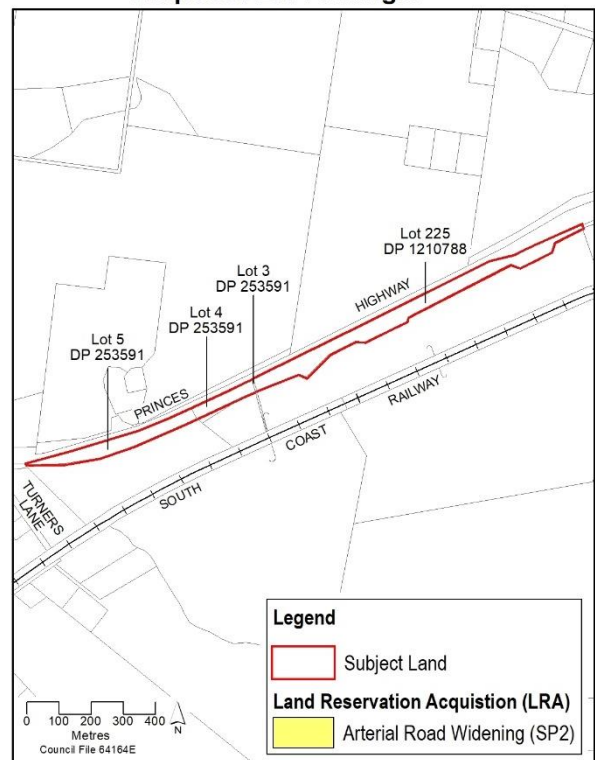 Lot 225
DP 1210788
Lot 3
DP 253591
HIGHWAY
Lot 4
DP 253591
Lot 5
DP 253591
PRINCES
RAILWAY
COAST
SOUTH
TURNERS
LANE
Legend
Subject Land
Land Reservation Acquistion (LRA)
Arterial Road Widening (SP2)
0 100 200 300 400
Metres
Council File 64164E
N